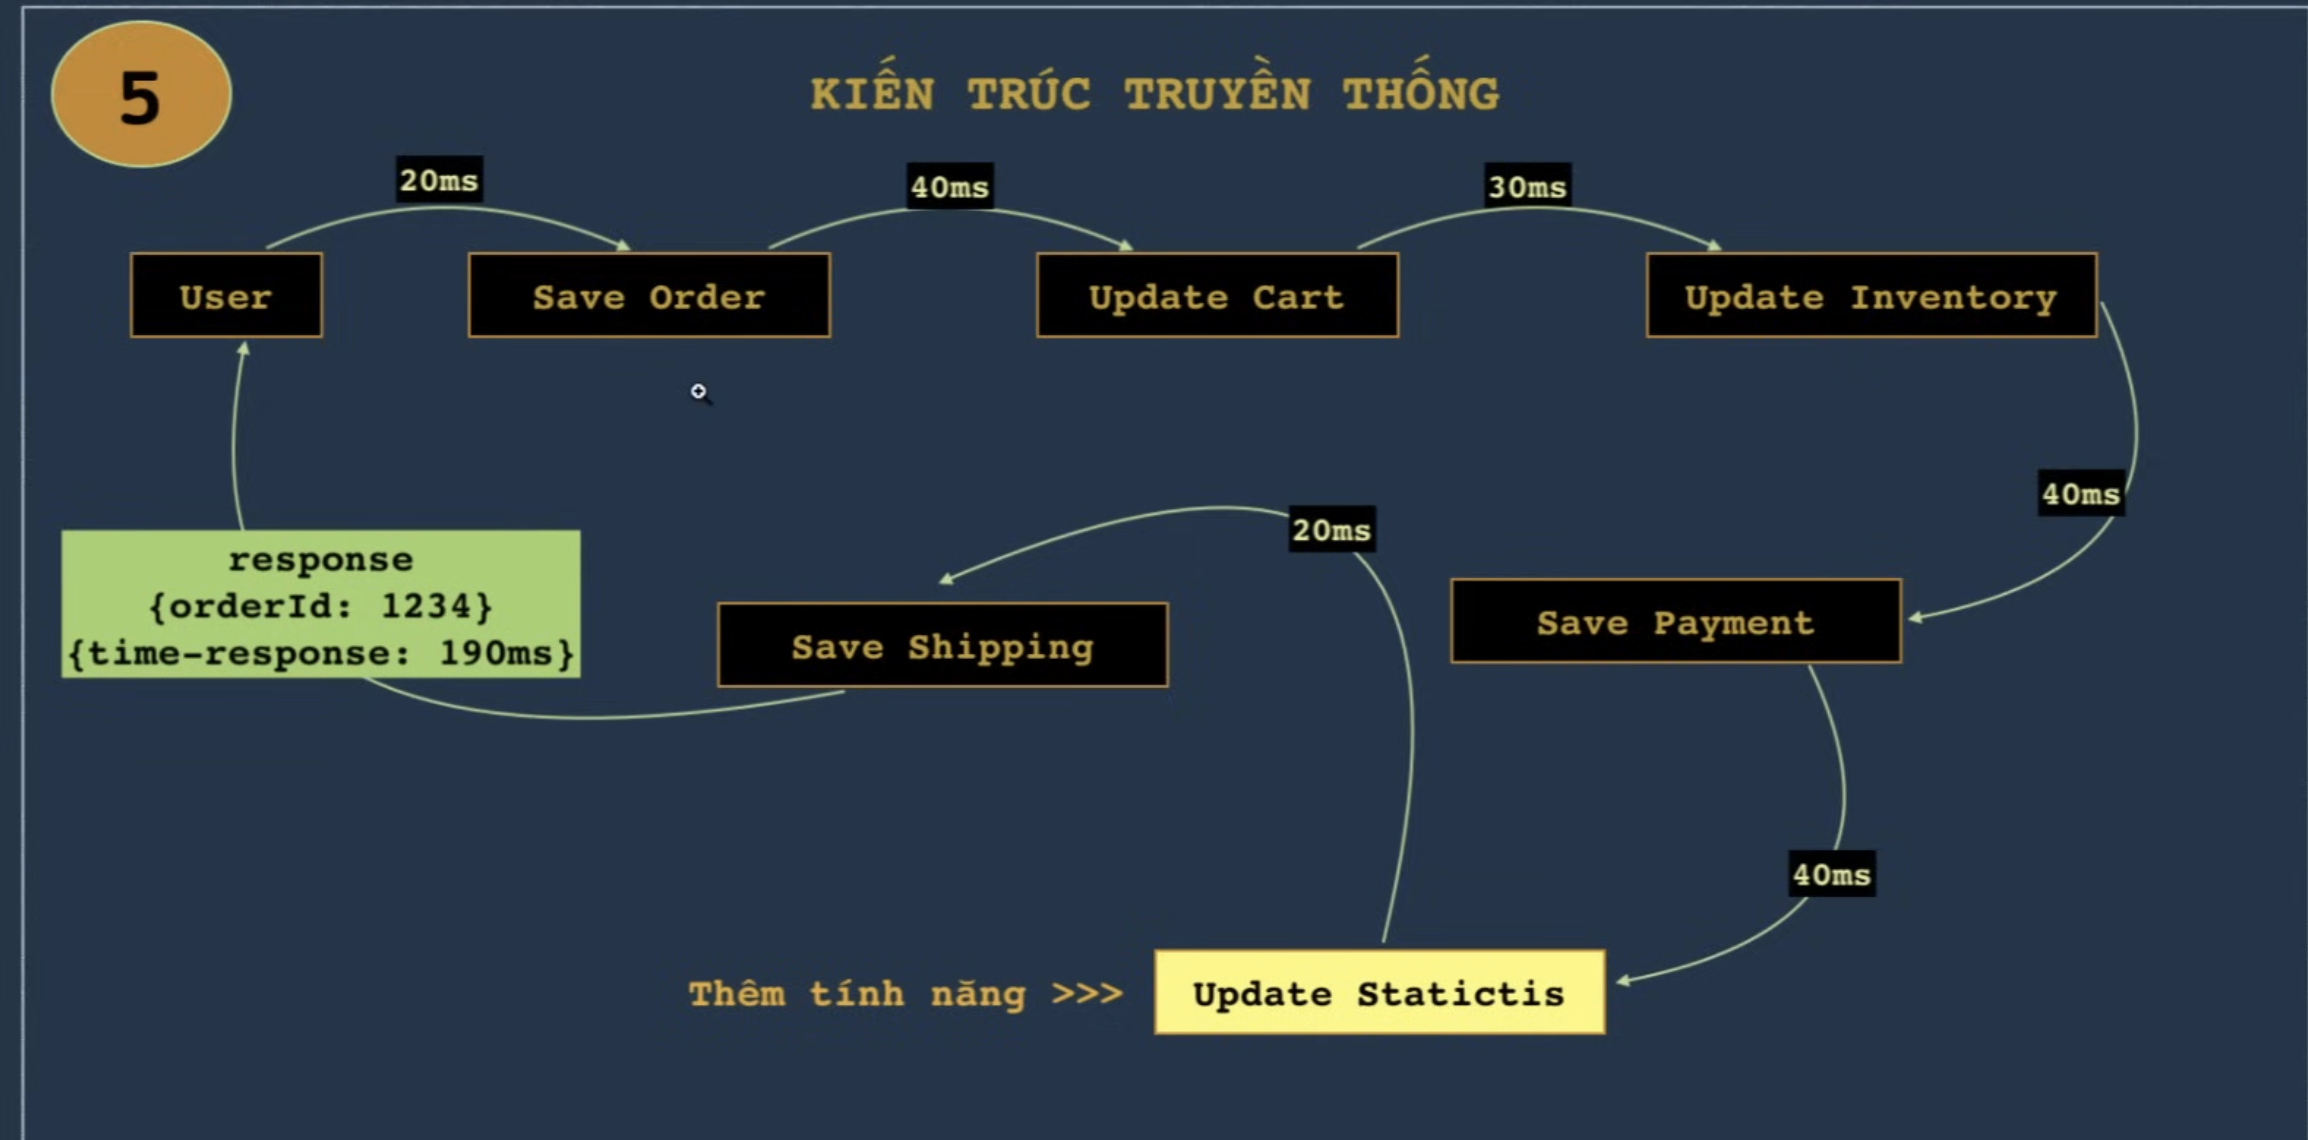 5
KIẾN TRÚC TRUYỀN THỐNG
20ms
40ms
30ms
User
Save Order
Update Cart
Update Inventory
40ms
20ms
response
{orderId: 1234}
{time-response: 190ms}
Save Shipping
Save Payment
40ms
Thêm tính năng >>>
Update Statictis